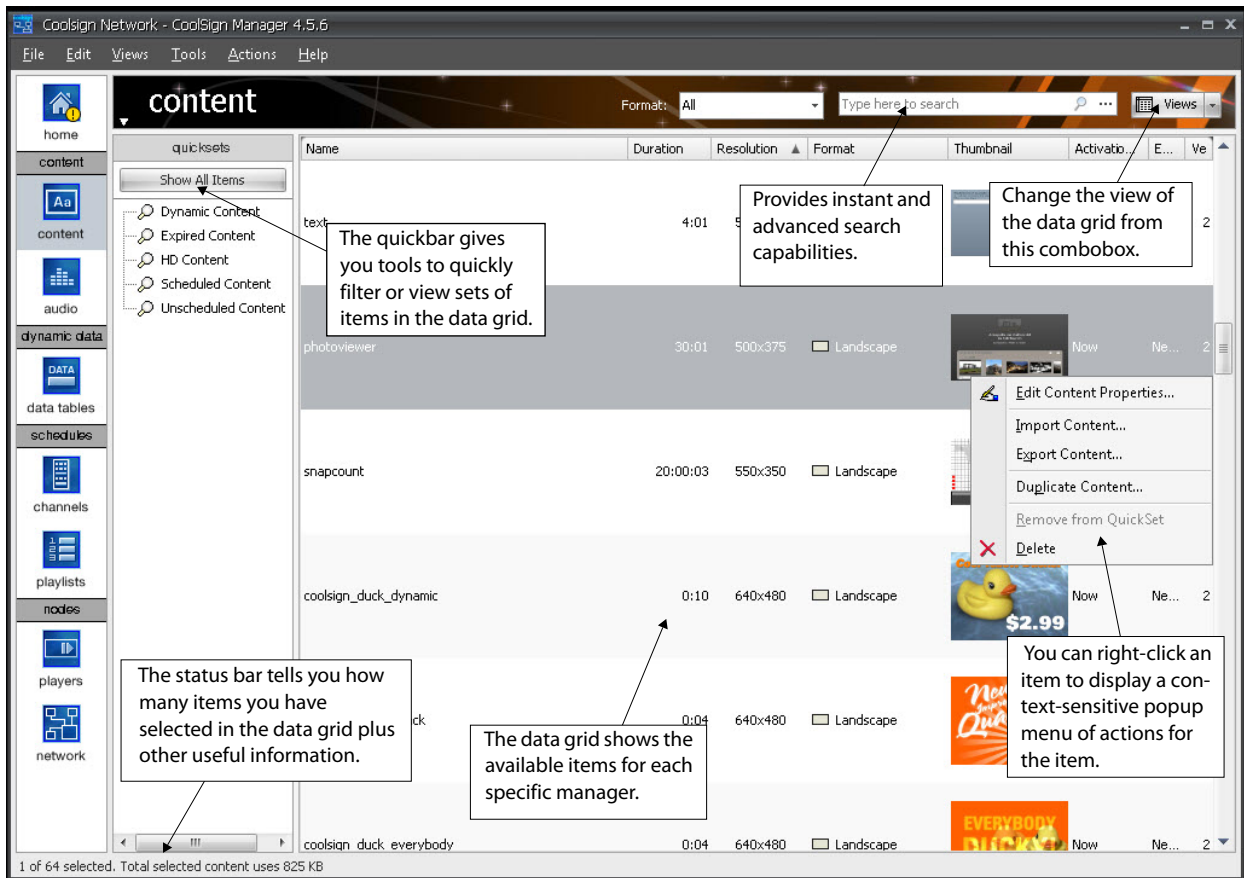 Coolsign Network - CoolSign Manager 4.5.6
File Edit Views Tools Actions Help
content
Format: All
Type here to search
Views
home
content
content
audio
dynamic data
DATA
data tables
schedules
channels
playlists
nodes
players
network
quicksets
Show All Items
Dynamic Content
Expired Content
HD Content
Scheduled Content
Unscheduled Content
Name Duration Resolution Format Thumbnail Activatio... E... Ve
text 4:01 2
photoviewer 30:01 500x375 Landscape Now Ne... 2
snapcount 20:00:03 550x350 Landscape
coolsign_duck_dynamic 0:10 640x480 Landscape $2.99 Now Ne... 2
ck 0:04 640x480 Landscape
coolsign_duck_everybody 0:04 640x480 Landscape EVERYBODY Now Ne... 2
Edit Content Properties...
Import Content...
Export Content...
Duplicate Content...
Remove from QuickSet
Delete
The quickbar gives
you tools to quickly
filter or view sets of
items in the data grid.
Provides instant and
advanced search
capabilities.
Change the view of
the data grid from
this combobox.
The status bar tells you how
many items you have
selected in the data grid plus
other useful information.
The data grid shows the
available items for each
specific manager.
You can right-click an
item to display a con-
text-sensitive popup
menu of actions for
the item.
1 of 64 selected. Total selected content uses 825 KB